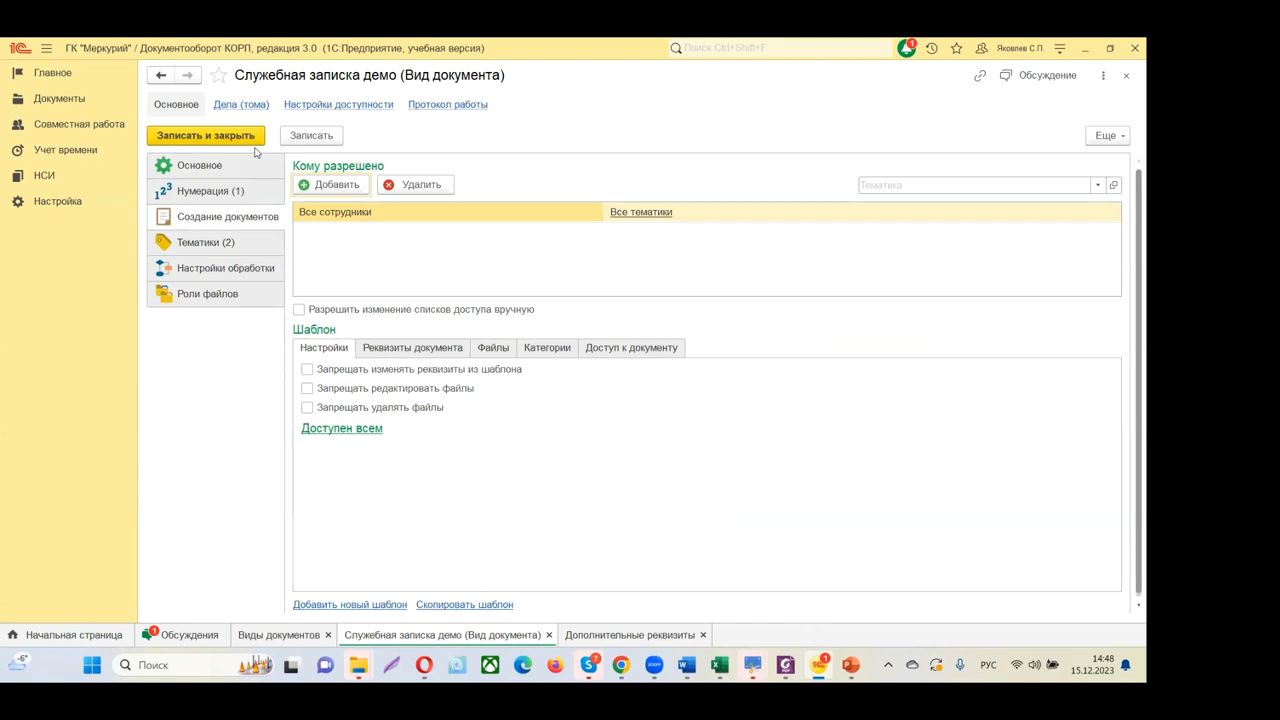 ГК "Меркурий" / Документооборот КОРП, редакция 3.0 (1С:Предприятие, учебная версия)
Поиск Ctrl+Shift+F
1
Яковлев С.П.
Главное
Документы
Совместная работа
Учет времени
НСИ
Настройка
Служебная записка демо (Вид документа)
Обсуждение
Основное Дела (тома) Настройки доступности Протокол работы
Записать и закрыть Записать Еще
Основное
Нумерация (1)
Создание документов
Тематики (2)
Настройки обработки
Роли файлов
Кому разрешено
Добавить Удалить Тематика
Все сотрудники Все тематики
Разрешить изменение списков доступа вручную
Шаблон
Настройки Реквизиты документа Файлы Категории Доступ к документу
Запрещать изменять реквизиты из шаблона
Запрещать редактировать файлы
Запрещать удалять файлы
Доступен всем
Добавить новый шаблон Скопировать шаблон
Начальная страница 1 Обсуждения Виды документов Служебная записка демо (Вид документа) Дополнительные реквизиты
-6° Поиск 7 1 РУС 14:48
15.12.2023